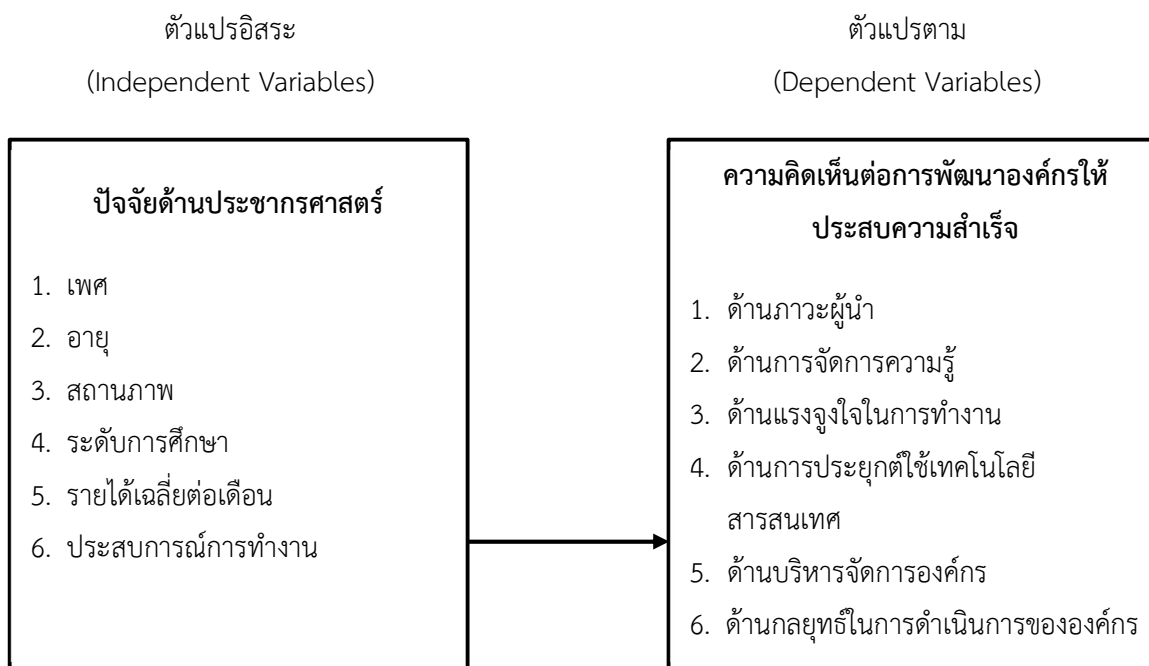 ตัวแปรอิสระ
(Independent Variables)
ปัจจัยด้านประชากรศาสตร์
1. เพศ
2. อายุ
3. สถานภาพ
4. ระดับการศึกษา
5. รายได้เฉลี่ยต่อเดือน
6. ประสบการณ์การทำงาน
ตัวแปรตาม
(Dependent Variables)
ความคิดเห็นต่อการพัฒนาองค์กรให้
ประสบความสำเร็จ
1. ด้านภาวะผู้นำ
2. ด้านการจัดการความรู้
3. ด้านแรงจูงใจในการทำงาน
4. ด้านการประยุกต์ใช้เทคโนโลยี
สารสนเทศ
5. ด้านบริหารจัดการองค์กร
6. ด้านกลยุทธ์ในการดำเนินการขององค์กร